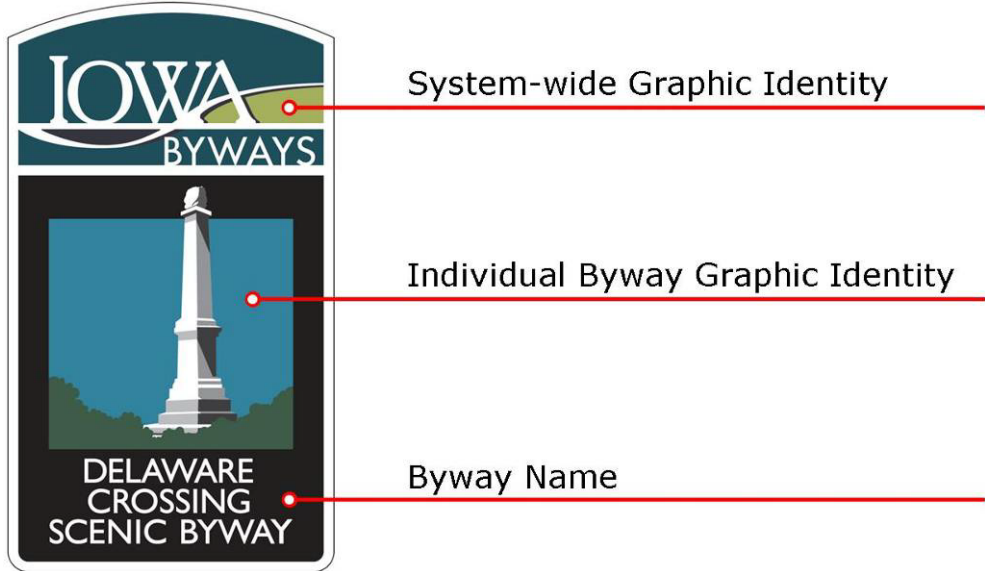 IOWA
BYWAYS
System-wide Graphic Identity
Individual Byway Graphic Identity
DELAWARE
CROSSING
SCENIC BYWAY
Byway Name